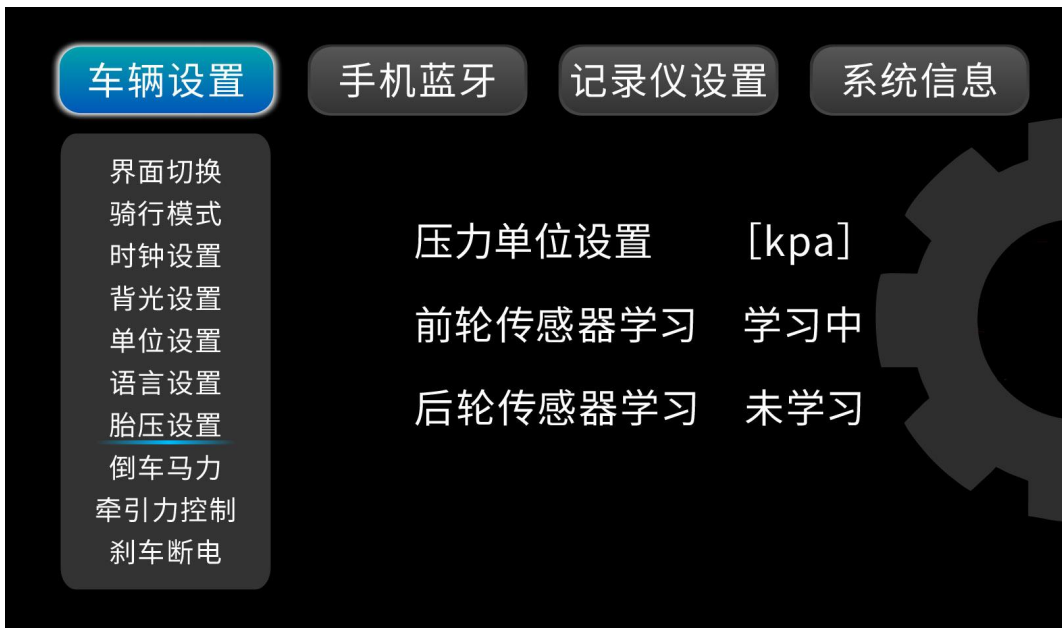 车辆设置 手机蓝牙 记录仪设置 系统信息
界面切换
骑行模式
时钟设置
背光设置
单位设置
语言设置
胎压设置
倒车马力
牵引力控制
刹车断电
压力单位设置 [kpa]
前轮传感器学习 学习中
后轮传感器学习 未学习